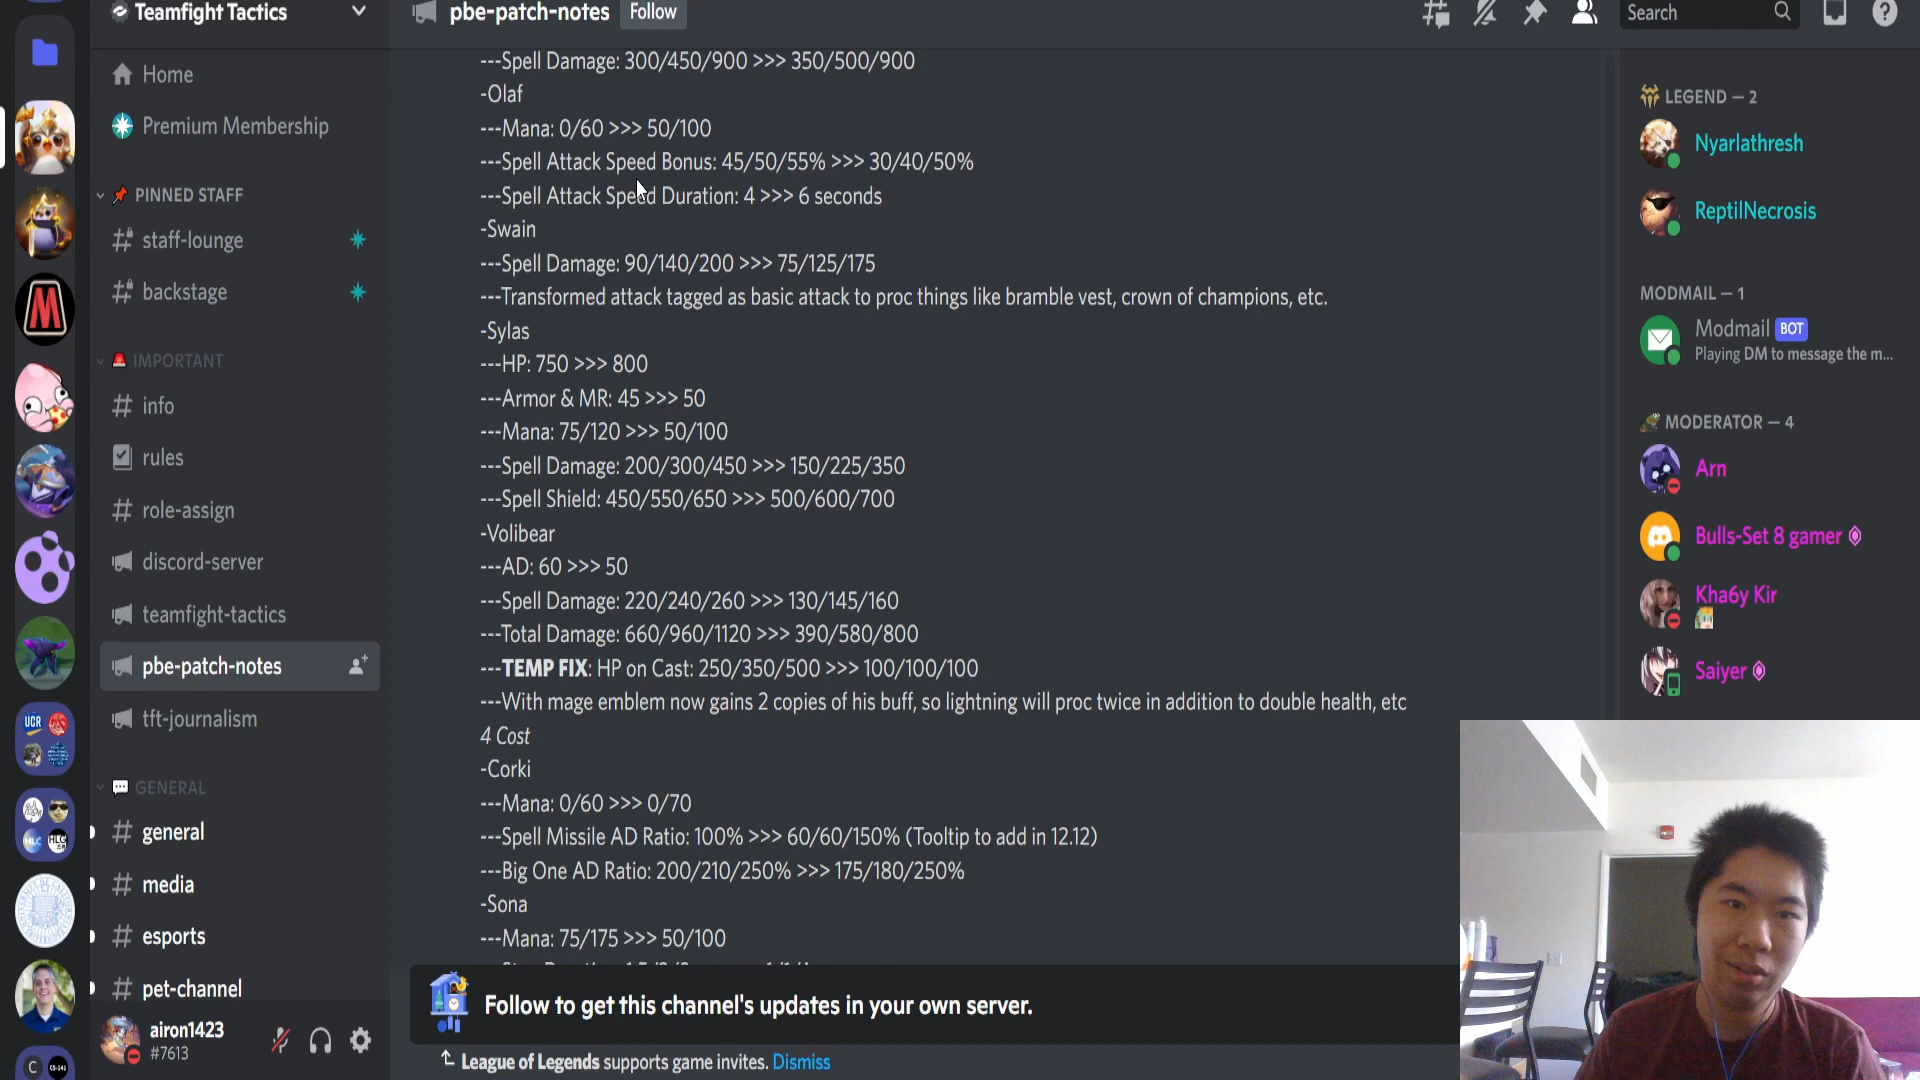 Teamfight Tactics
Home
Premium Membership
PINNED STAFF
staff-lounge
backstage
IMPORTANT
info
rules
role-assign
discord-server
teamfight-tactics
pbe-patch-notes
tft-journalism
GENERAL
general
media
esports
pet-channel
airon1423
#7613
UCR
C
CS-141
pbe-patch-notes
Follow
Search
---Spell Damage: 300/450/900 >>> 350/500/900
-Olaf
---Mana: 0/60 >>> 50/100
---Spell Attack Speed Bonus: 45/50/55% >>> 30/40/50%
---Spell Attack Speed Duration: 4 >>> 6 seconds
-Swain
---Spell Damage: 90/140/200 >>> 75/125/175
---Transformed attack tagged as basic attack to proc things like bramble vest, crown of champions, etc.
-Sylas
---HP: 750 >>> 800
---Armor & MR: 45 >>> 50
---Mana: 75/120 >>> 50/100
---Spell Damage: 200/300/450 >>> 150/225/350
---Spell Shield: 450/550/650 >>> 500/600/700
-Volibear
---AD: 60 >>> 50
---Spell Damage: 220/240/260 >>> 130/145/160
---Total Damage: 660/960/1120 >>> 390/580/800
---TEMP FIX: HP on Cast: 250/350/500 >>> 100/100/100
---With mage emblem now gains 2 copies of his buff, so lightning will proc twice in addition to double health, etc
4 Cost
-Corki
---Mana: 0/60 >>> 0/70
---Spell Missile AD Ratio: 100% >>> 60/60/150% (Tooltip to add in 12.12)
---Big One AD Ratio: 200/210/250% >>> 175/180/250%
-Sona
---Mana: 75/175 >>> 50/100
Follow to get this channel's updates in your own server.
League of Legends supports game invites. Dismiss
LEGEND — 2
Nyarlathresh
ReptilNecrosis
MODMAIL — 1
Modmail BOT
Playing DM to message the m...
MODERATOR — 4
Arn
Bulls-Set 8 gamer
Kha6y Kir
Saiyer